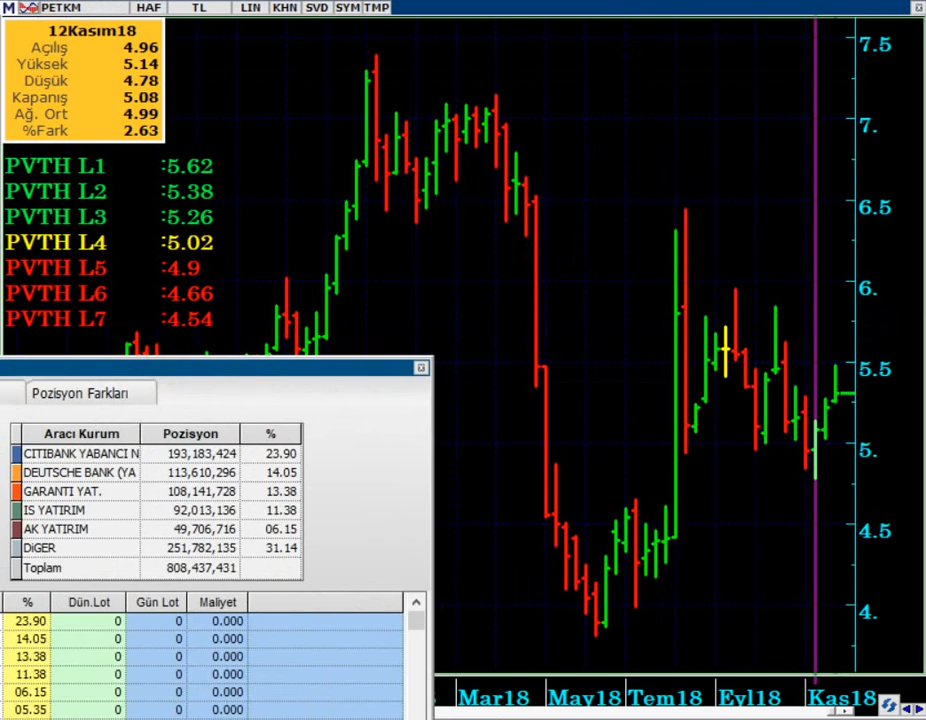 M PETKM HAF TL LIN KHN SVD SYM TMP
12Kasım18
Açılış 4.96
Yüksek 5.14
Düşük 4.78
Kapanış 5.08
Ağ. Ort 4.99
%Fark 2.63
PVTH L1 :5.62
PVTH L2 :5.38
PVTH L3 :5.26
PVTH L4 :5.02
PVTH L5 :4.9
PVTH L6 :4.66
PVTH L7 :4.54
7.5
7.
6.5
6.
5.5
5.
4.5
4.
Pozisyon Farkları
Aracı Kurum Pozisyon %
CITIBANK YABANCI N 193,183,424 23.90
DEUTSCHE BANK (YA 113,610,296 14.05
GARANTI YAT. 108,141,728 13.38
IS YATIRIM 92,013,136 11.38
AK YATIRIM 49,706,716 06.15
DiGER 251,782,135 31.14
Toplam 808,437,431
% Dün.Lot Gün Lot Maliyet
23.90 0 0 0.000
14.05 0 0 0.000
13.38 0 0 0.000
11.38 0 0 0.000
06.15 0 0 0.000
05.35 0 0 0.000
Mar18 May18 Tem18 Eyl18 Kas18